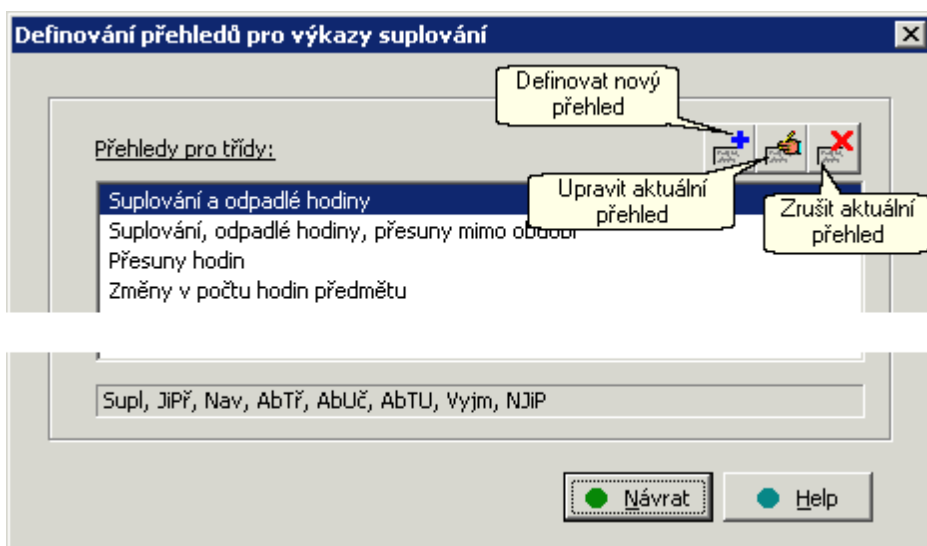 Definování přehledů pro výkazy suplování
Definovat nový
přehled
Přehledy pro třídy:
Upravit aktuální
přehled
Zrušit aktuální
přehled
Suplování a odpadlé hodiny
Suplování, odpadlé hodiny, přesuny mimo období
Přesuny hodin
Změny v počtu hodin předmětu
Supl, JiPř, Nav, AbTř, AbUč, AbTU, Vyjm, NJiP
Návrat
Help